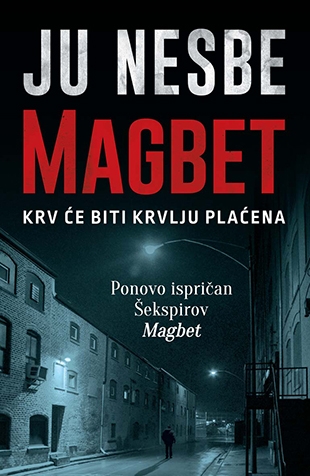 JU NESBE
MAGBET
KRV ĆE BITI KRVLJU PLAĆENA
Ponovo ispričan
Šekspirov
Magbet